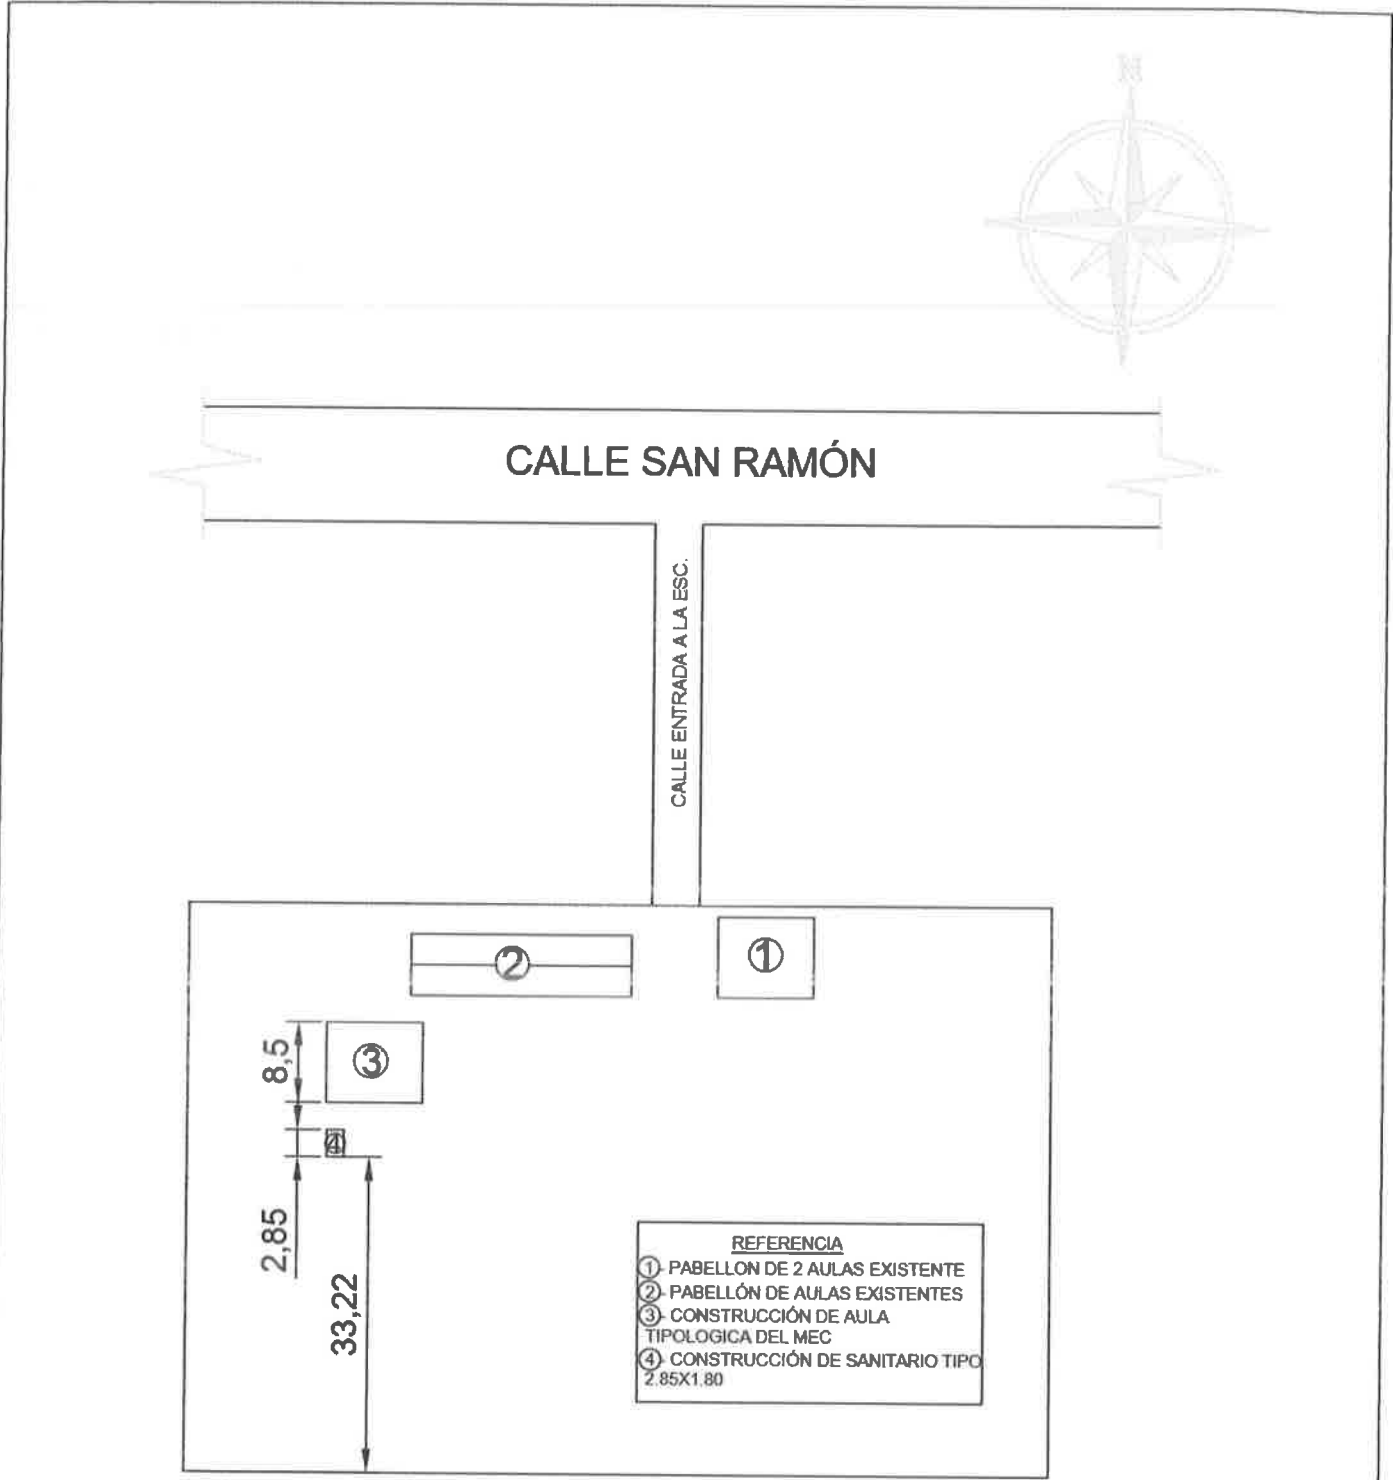 N
CALLE SAN RAMÓN
CALLE ENTRADA A LA ESC.
2
1
8,5
3
4
2,85
33,22
REFERENCIA
1- PABELLON DE 2 AULAS EXISTENTE
2- PABELLÓN DE AULAS EXISTENTES
3- CONSTRUCCIÓN DE AULA
TIPOLOGICA DEL MEC
4- CONSTRUCCIÓN DE SANITARIO TIPO
2.85X1.80